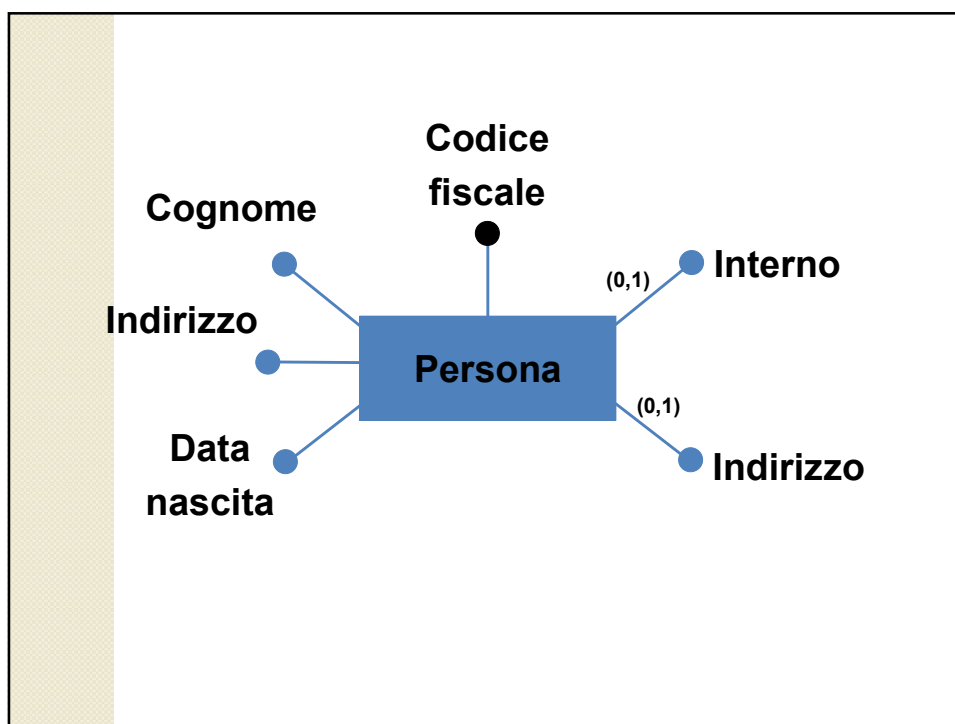 Codice
fiscale
Cognome
(0,1)
Interno
Indirizzo
Persona
(0,1)
Data
nascita
Indirizzo